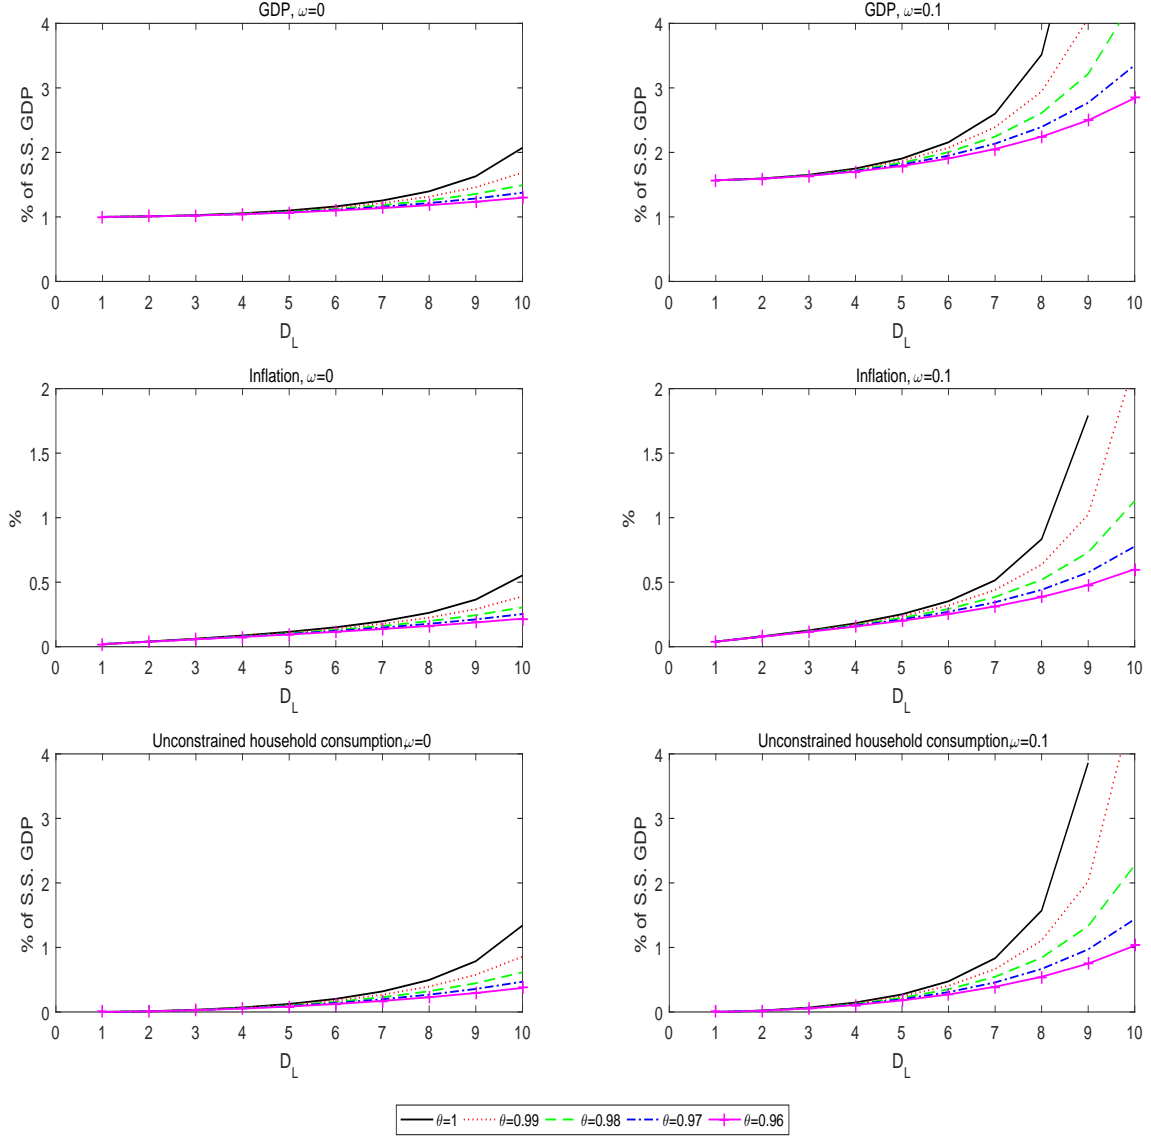 GDP, ω=0
% of S.S. GDP
4
3
2
1
0
0 1 2 3 4 5 6 7 8 9 10
D_L
GDP, ω=0.1
% of S.S. GDP
4
3
2
1
0
0 1 2 3 4 5 6 7 8 9 10
D_L
Inflation, ω=0
%
2
1.5
1
0.5
0
0 1 2 3 4 5 6 7 8 9 10
D_L
Inflation, ω=0.1
%
2
1.5
1
0.5
0
0 1 2 3 4 5 6 7 8 9 10
D_L
Unconstrained household consumption,ω=0
% of S.S. GDP
4
3
2
1
0
0 1 2 3 4 5 6 7 8 9 10
D_L
Unconstrained household consumption,ω=0.1
% of S.S. GDP
4
3
2
1
0
0 1 2 3 4 5 6 7 8 9 10
D_L
θ=1 θ=0.99 θ=0.98 θ=0.97 θ=0.96